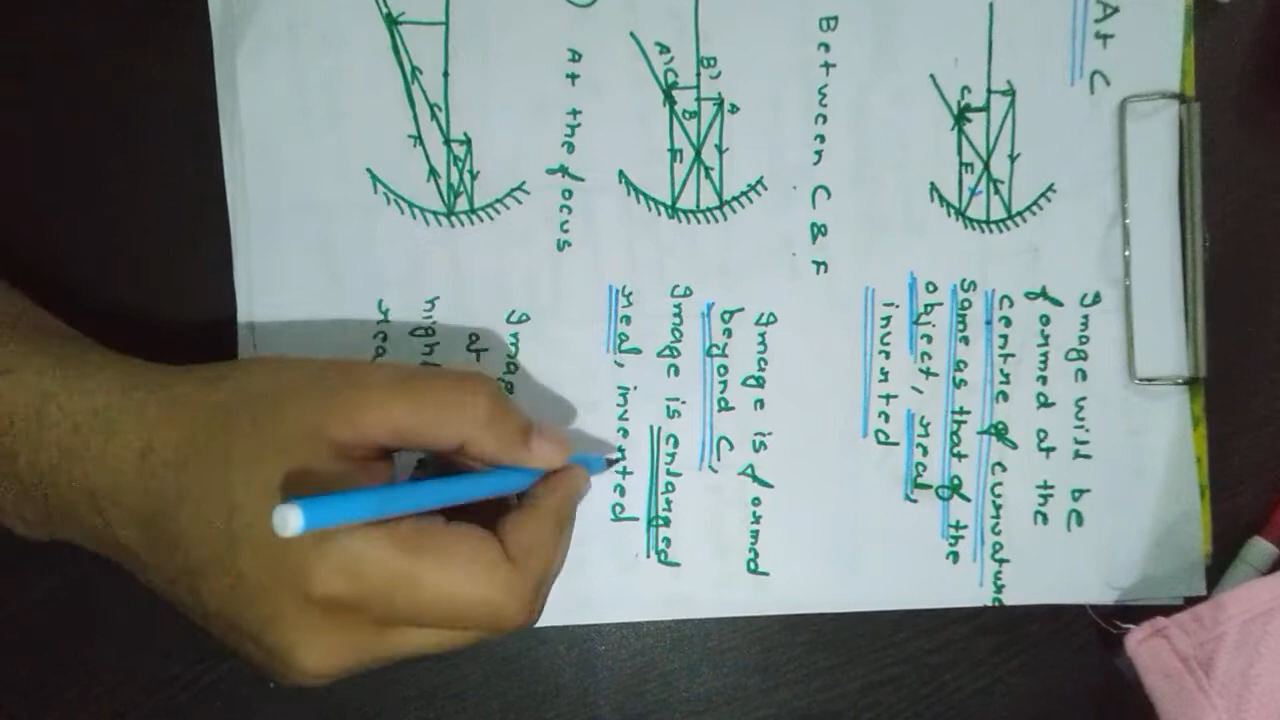 At C
C
F
Image will be
formed at the
centre of curvature
same as that of the
object, real,
inverted
Between C & F
A
B'
B
A'
C
F
Image is formed
beyond C,
Image is enlarged
real, inverted
At the focus
F
Imag
at
high
rea